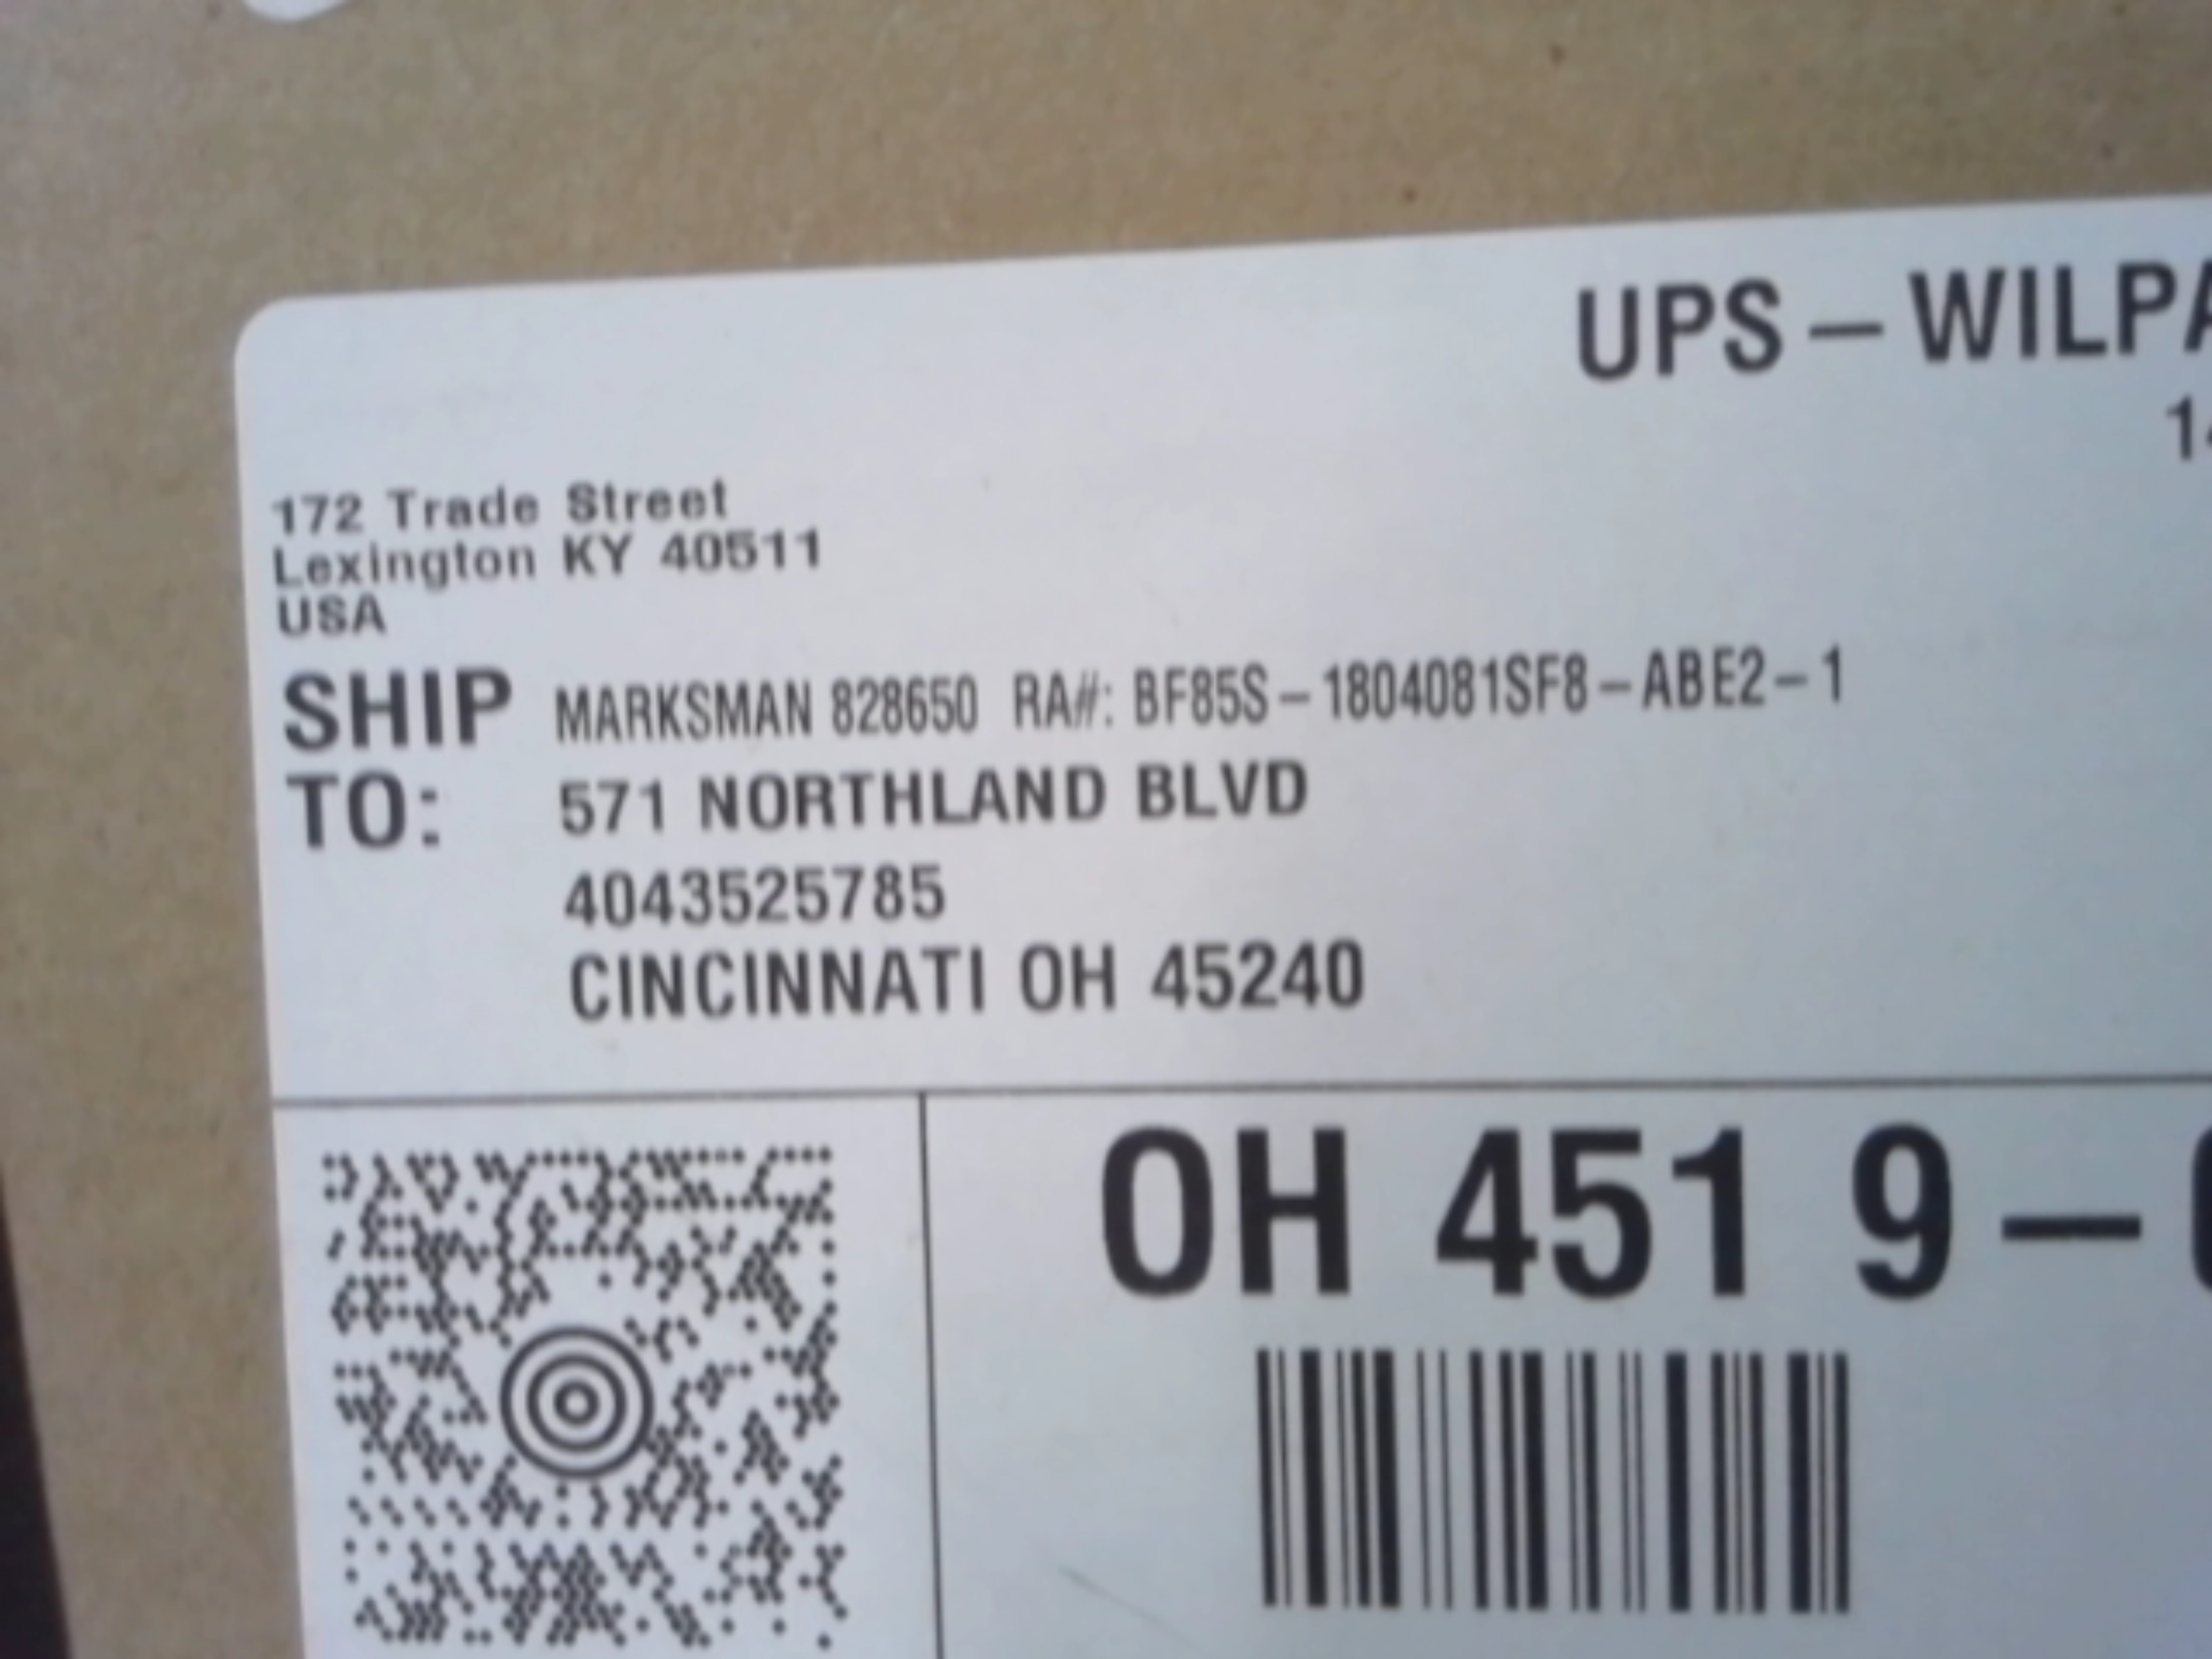 UPS – WILPA
14
172 Trade Street
Lexington KY 40511
USA
SHIP TO:
MARKSMAN 828650 RA#: BF85S – 1804081SF8 – ABE2 – 1
571 NORTHLAND BLVD
4043525785
CINCINNATI OH 45240
OH 451 9 –